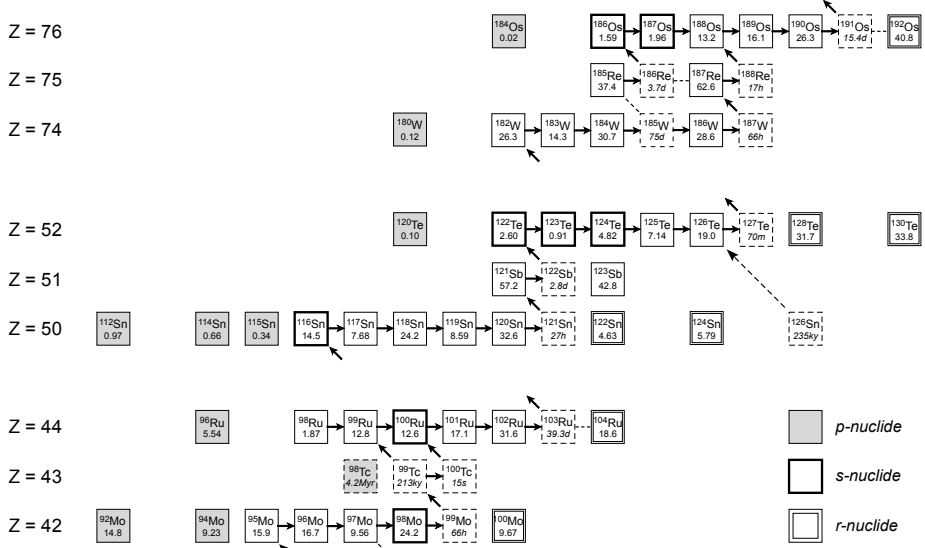 Z = 76 184Os 0.02 186Os 1.59 187Os 1.96 188Os 13.2 189Os 16.1 190Os 26.3 191Os 15.4d 192Os 40.8
Z = 75 185Re 37.4 186Re 3.7d 187Re 62.6 188Re 17h
Z = 74 180W 0.12 182W 26.3 183W 14.3 184W 30.7 185W 75d 186W 28.6 187W 66h
Z = 52 120Te 0.10 122Te 2.60 123Te 0.91 124Te 4.82 125Te 7.14 126Te 19.0 127Te 70m 128Te 31.7 130Te 33.8
Z = 51 121Sb 57.2 122Sb 2.8d 123Sb 42.8
Z = 50 112Sn 0.97 114Sn 0.66 115Sn 0.34 116Sn 14.5 117Sn 7.68 118Sn 24.2 119Sn 8.59 120Sn 32.6 121Sn 27h 122Sn 4.63 124Sn 5.79 126Sn 235ky
Z = 44 96Ru 5.54 98Ru 1.87 99Ru 12.8 100Ru 12.6 101Ru 17.1 102Ru 31.6 103Ru 39.3d 104Ru 18.6 p-nuclide
Z = 43 98Tc 4.2Myr 99Tc 213ky 100Tc 15s s-nuclide
Z = 42 92Mo 14.8 94Mo 9.23 95Mo 15.9 96Mo 16.7 97Mo 9.56 98Mo 24.2 99Mo 66h 100Mo 9.67 r-nuclide